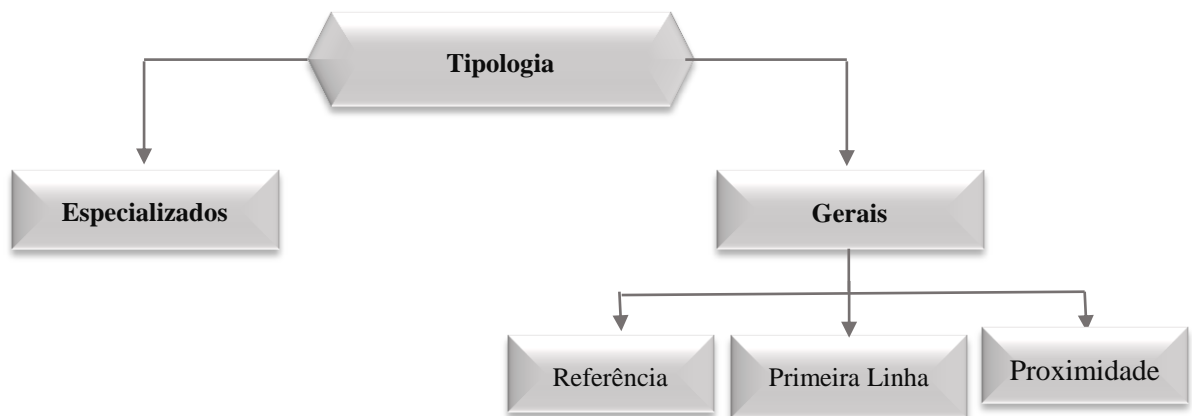 Tipologia
Especializados
Gerais
Referência
Primeira Linha
Proximidade